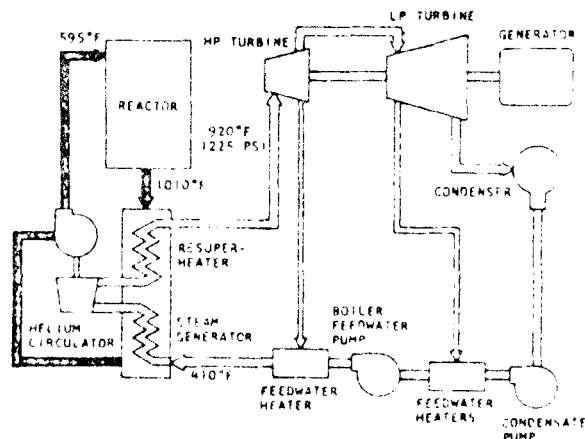 LP TURBINE
HP TURBINE
GENERATOR
595°F
REACTOR
920°F
1225 PSI
1010°F
CONDENSER
RESUPER-
HEATER
BOILER
FEEDWATER
PUMP
STEAM
GENERATOR
HELIUM
CIRCULATOR
410°F
FEEDWATER
HEATER
FEEDWATER
HEATERS
CONDENSATE
PUMP